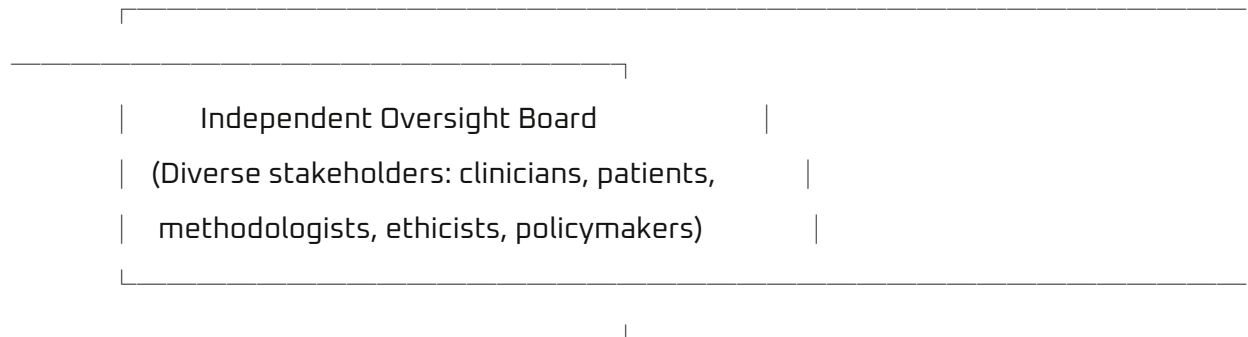 Independent Oversight Board
(Diverse stakeholders: clinicians, patients,
methodologists, ethicists, policymakers)